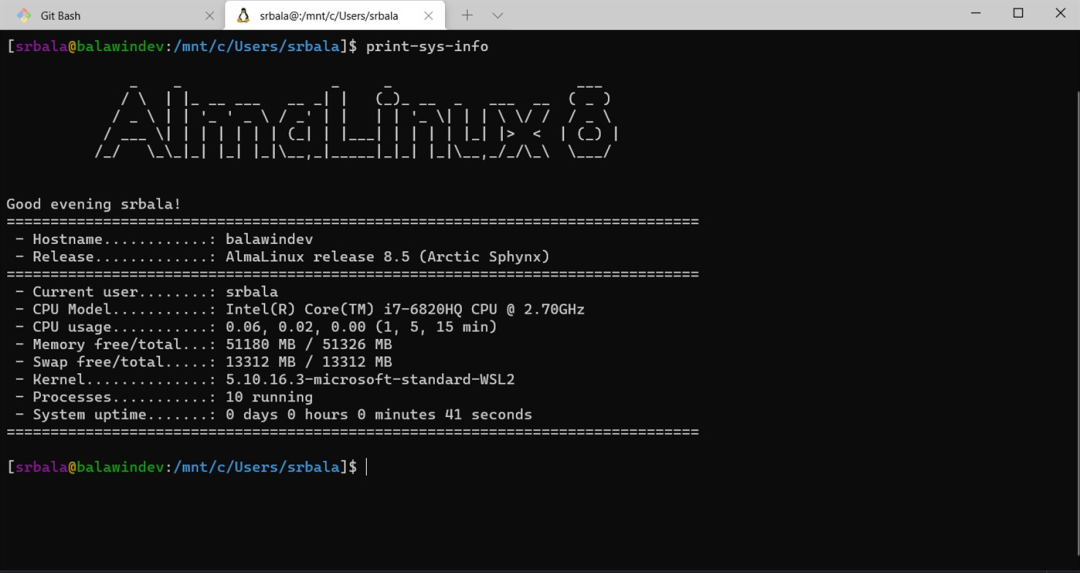 Git Bash
srbala@:/mnt/c/Users/srbala
[srbala@balawindev:/mnt/c/Users/srbala]$ print-sys-info
AlmaLinux 8
Good evening srbala!
===============================================================================
- Hostname............: balawindev
- Release.............: AlmaLinux release 8.5 (Arctic Sphynx)
===============================================================================
- Current user........: srbala
- CPU Model...........: Intel(R) Core(TM) i7-6820HQ CPU @ 2.70GHz
- CPU usage...........: 0.06, 0.02, 0.00 (1, 5, 15 min)
- Memory free/total...: 51180 MB / 51326 MB
- Swap free/total.....: 13312 MB / 13312 MB
- Kernel..............: 5.10.16.3-microsoft-standard-WSL2
- Processes...........: 10 running
- System uptime.......: 0 days 0 hours 0 minutes 41 seconds
===============================================================================
[srbala@balawindev:/mnt/c/Users/srbala]$